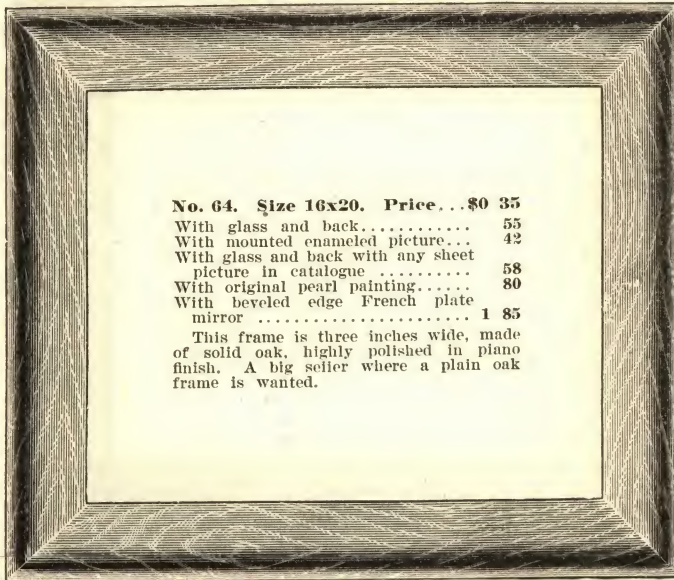 No. 64. Size 16x20. Price...$0 35
With glass and back............ 55
With mounted enameled picture... 42
With glass and back with any sheet
picture in catalogue .......... 58
With original pearl painting...... 80
With beveled edge French plate
mirror ....................... 1 85
This frame is three inches wide, made
of solid oak, highly polished in piano
finish. A big seller where a plain oak
frame is wanted.